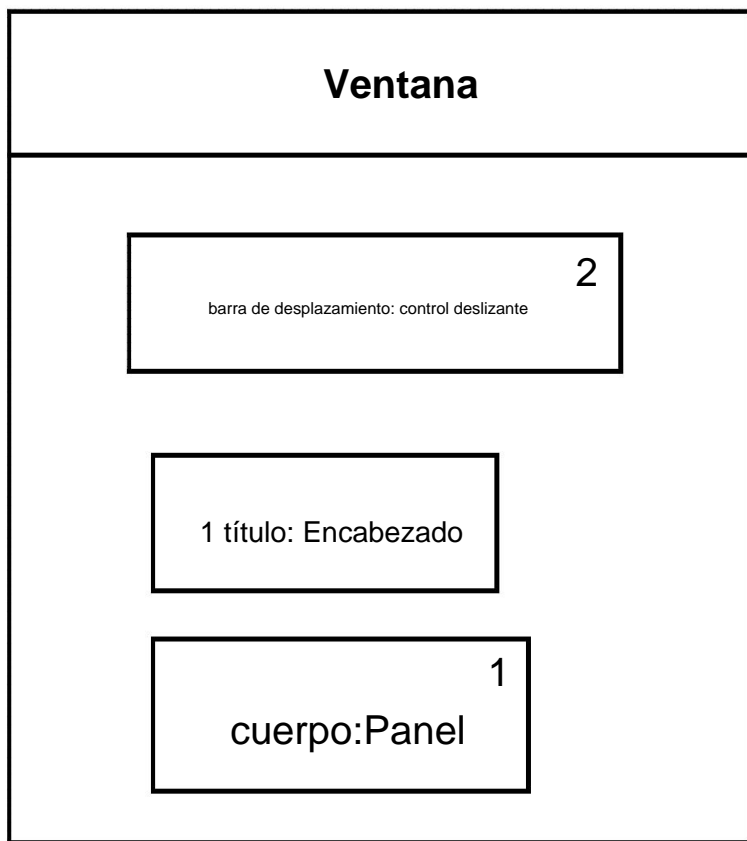 Ventana
2
barra de desplazamiento: control deslizante
1 título: Encabezado
1
cuerpo:Panel